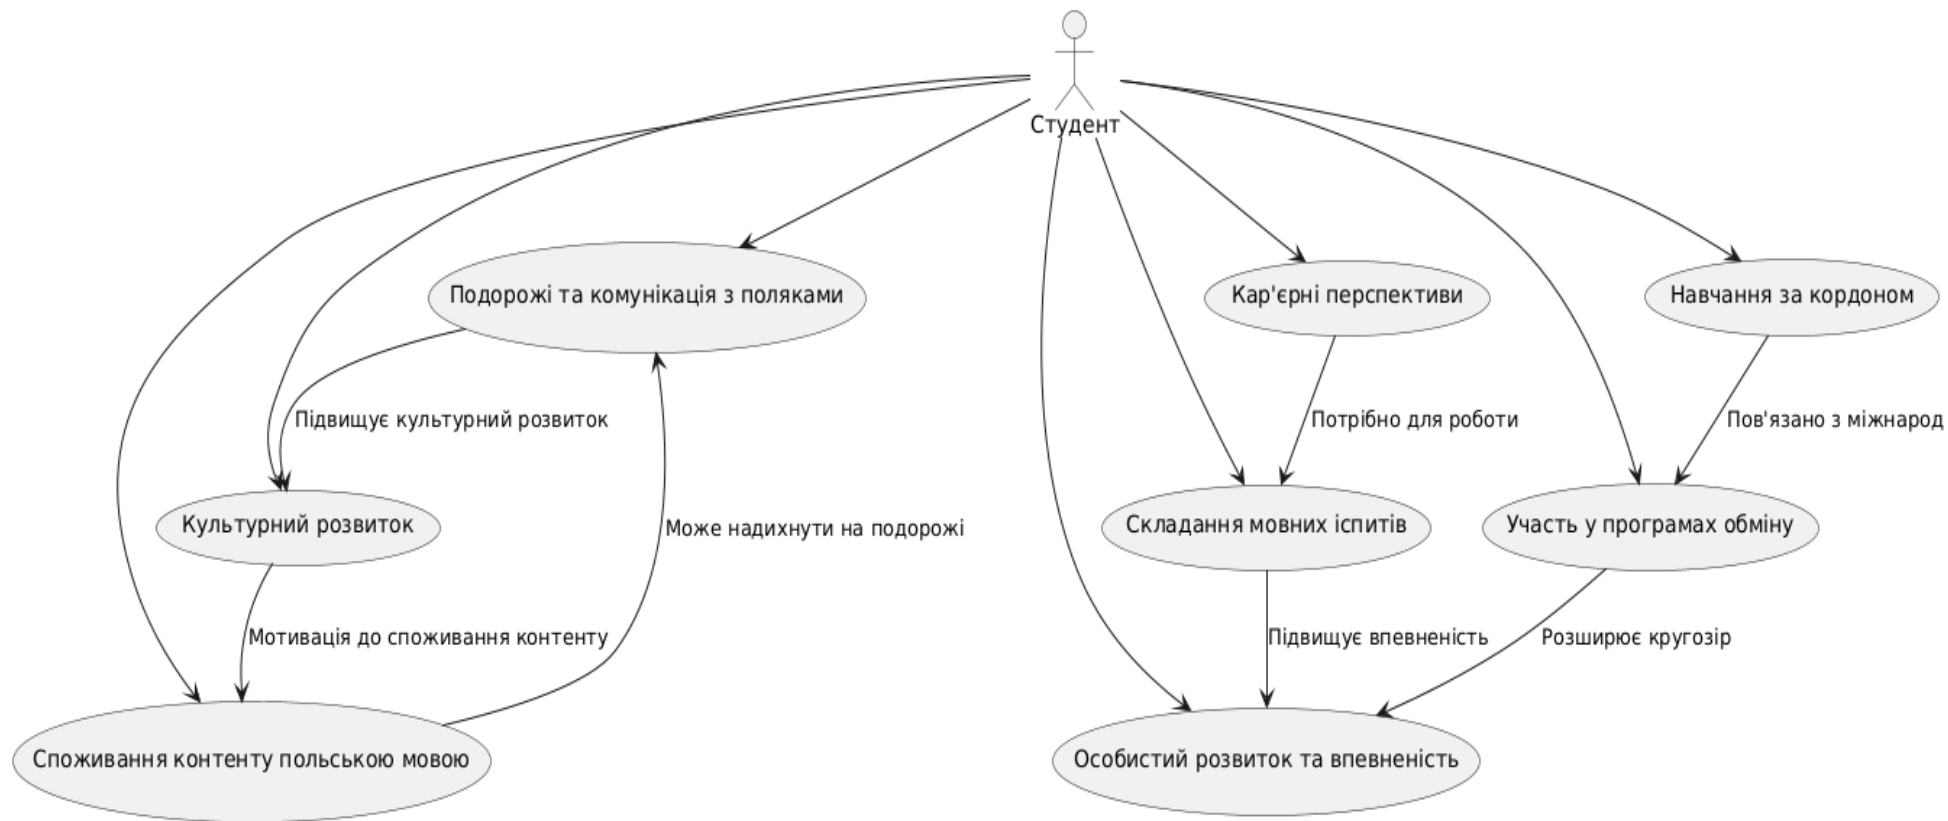 Студент
Подорожі та комунікація з поляками
Кар'єрні перспективи
Навчання за кордоном
Підвищує культурний розвиток
Потрібно для роботи
Пов'язано з міжнарод
Культурний розвиток
Може надихнути на подорожі
Складання мовних іспитів
Участь у програмах обміну
Мотивація до споживання контенту
Підвищує впевненість
Розширює кругозір
Споживання контенту польською мовою
Особистий розвиток та впевненість